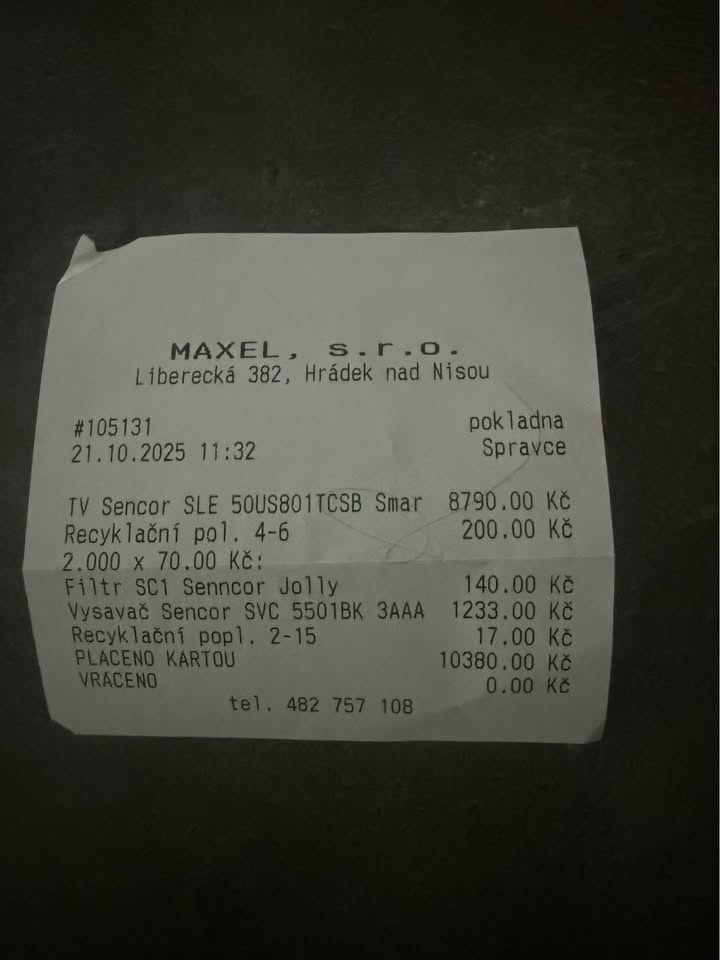 MAXEL, s.r.o.
Liberecká 382, Hrádek nad Nisou
#105131 pokladna
21.10.2025 11:32 Spravce
TV Sencor SLE 50US801TCSB Smar 8790.00 Kč
Recyklační pol. 4-6 200.00 Kč
2.000 x 70.00 Kč:
Filtr SC1 Senncor Jolly 140.00 Kč
Vysavač Sencor SVC 5501BK 3AAA 1233.00 Kč
Recyklační popl. 2-15 17.00 Kč
PLACENO KARTOU 10380.00 Kč
VRÁCENO 0.00 Kč
tel. 482 757 108